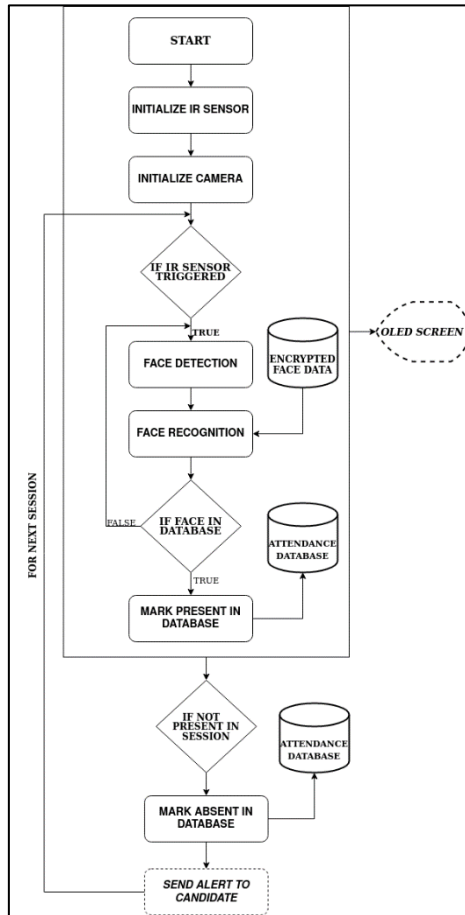 START
INITIALIZE IR SENSOR
INITIALIZE CAMERA
IF IR SENSOR
TRIGGERED
TRUE
OLED SCREEN
ENCRYPTED
FACE DATA
FACE DETECTION
FACE RECOGNITION
FALSE
IF FACE IN
DATABASE
ATTENDANCE
DATABASE
TRUE
MARK PRESENT IN
DATABASE
FOR NEXT SESSION
IF NOT
PRESENT IN
SESSION
ATTENDANCE
DATABASE
MARK ABSENT IN
DATABASE
SEND ALERT TO
CANDIDATE